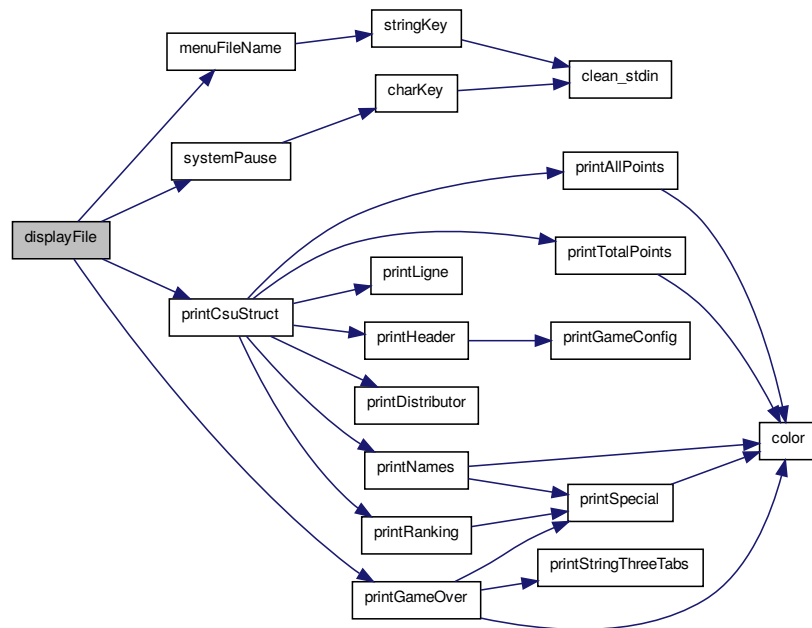 stringKey
menuFileName
clean_stdin
charKey
systemPause
printAllPoints
displayFile
printTotalPoints
printLigne
printCsuStruct
printHeader
printGameConfig
printDistributor
color
printNames
printSpecial
printRanking
printStringThreeTabs
printGameOver